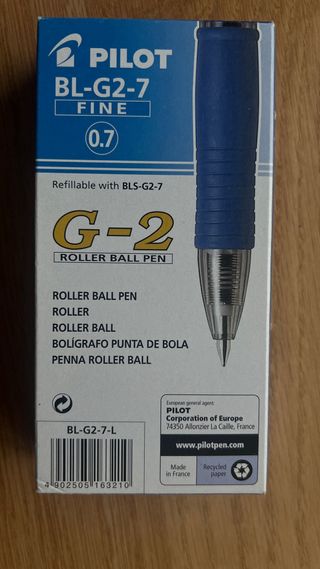 PILOT
BL-G2-7
FINE
0.7
Refillable with BLS-G2-7
G-2
ROLLER BALL PEN
ROLLER BALL PEN
ROLLER
ROLLER BALL
BOLÍGRAFO PUNTA DE BOLA
PENNA ROLLER BALL
European general agent:
PILOT
Corporation of Europe
74350 Allonzier La Caille, France
www.pilotpen.com
Made in France
Recycled paper
BL-G2-7-L
4 902505 163210